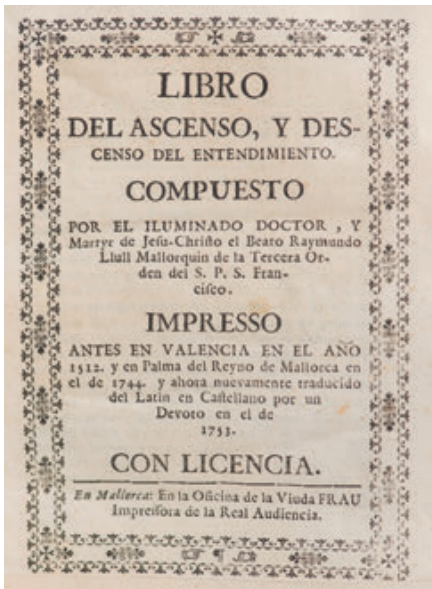 LIBRO
DEL ASCENSO, Y DES-
CENSO DEL ENTENDIMIENTO.
COMPUESTO
POR EL ILUMINADO DOCTOR, Y
Martyr de Jesu-Christo el Beato Raymundo
Llull Mallorquin de la Tercera Or-
den del S. P. S. Fran-
cisco.
IMPRESSO
ANTES EN VALENCIA EN EL AÑO
1512. y en Palma del Reyno de Mallorca en
el de 1744. y ahora nuevamente traducido
del Latin en Castellano por un
Devoto en el de
1753.
CON LICENCIA.
En Mallorca: En la Oficina de la Viuda FRAU
Impressora de la Real Audiencia.